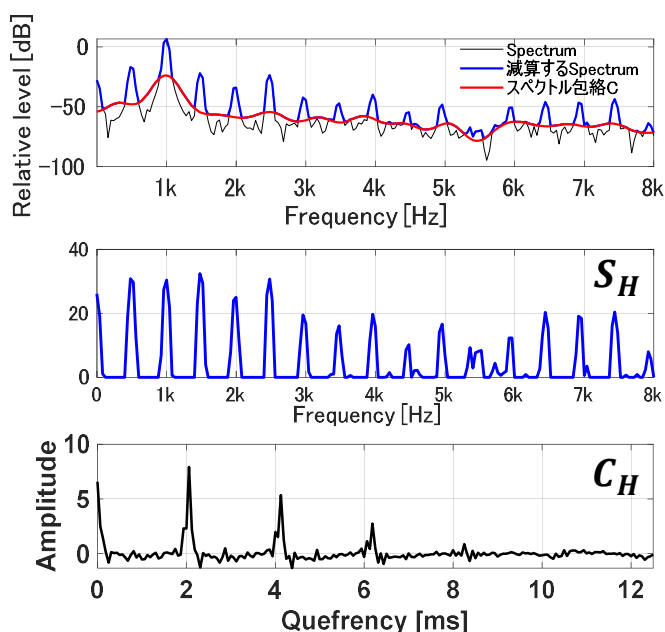 Relative level [dB]
0
-50
-100
Spectrum
減算するSpectrum
スペクトル包絡C
1k 2k 3k 4k 5k 6k 7k 8k
Frequency [Hz]
40
20
0
S_H
0 1k 2k 3k 4k 5k 6k 7k 8k
Frequency [Hz]
Amplitude
10
5
0
C_H
0 2 4 6 8 10 12
Quefrency [ms]